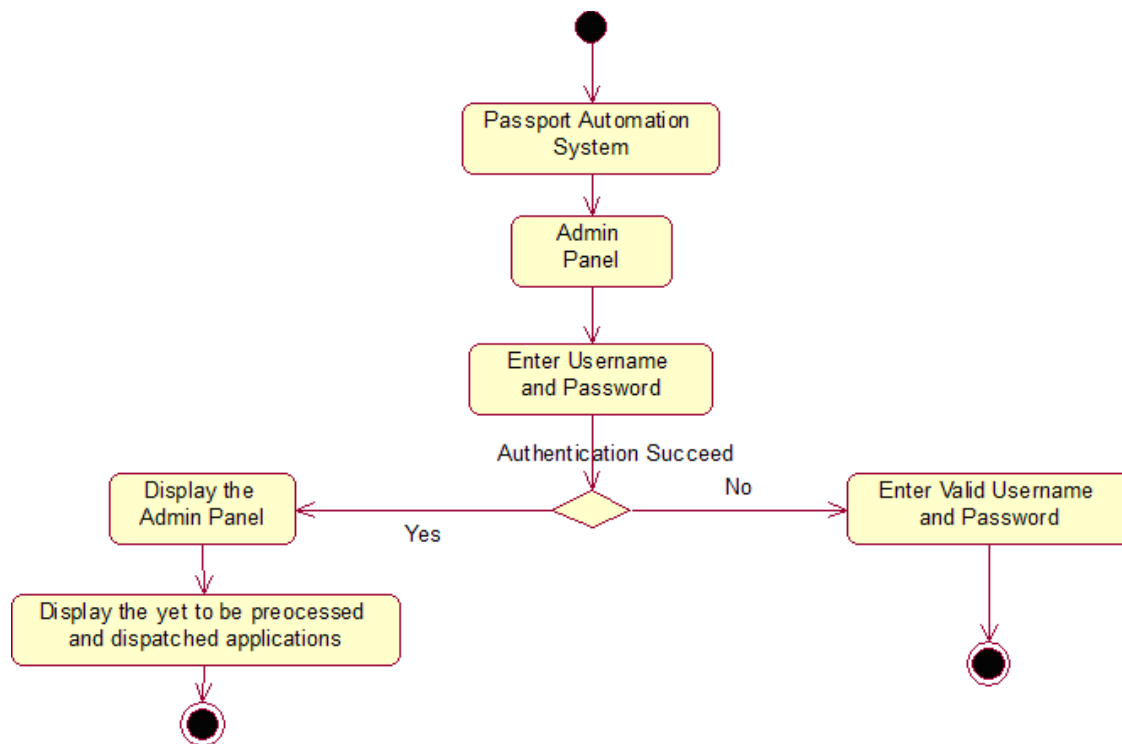 Passport Automation
System
Admin
Panel
Enter Username
and Password
Authentication Succeed
Display the
Admin Panel
Yes
No
Enter Valid Username
and Password
Display the yet to be preocessed
and dispatched applications